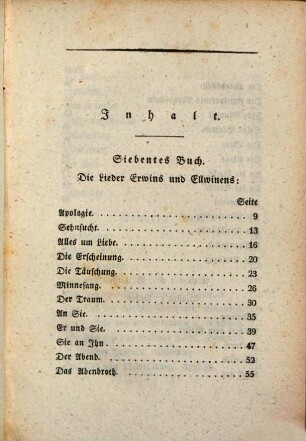 Inhalt.
Siebentes Buch.
Die Lieder Erwins und Ellwinens:
Seite
Apologie. 9
Sehnsucht. 13
Alles um Liebe. 16
Die Erscheinung. 20
Die Täuschung. 23
Minnesang. 26
Der Traum. 30
An Sie. 35
Er und Sie. 39
Sie an Ihn. 47
Der Abend. 52
Das Abendroth. 55